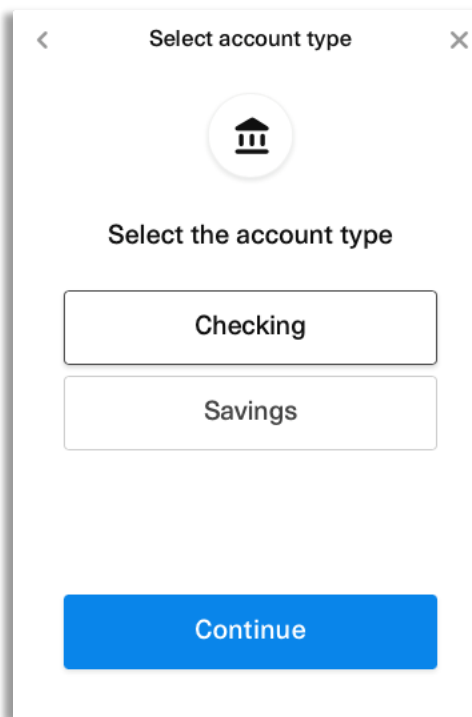 Select account type
Select the account type
Checking
Savings
Continue